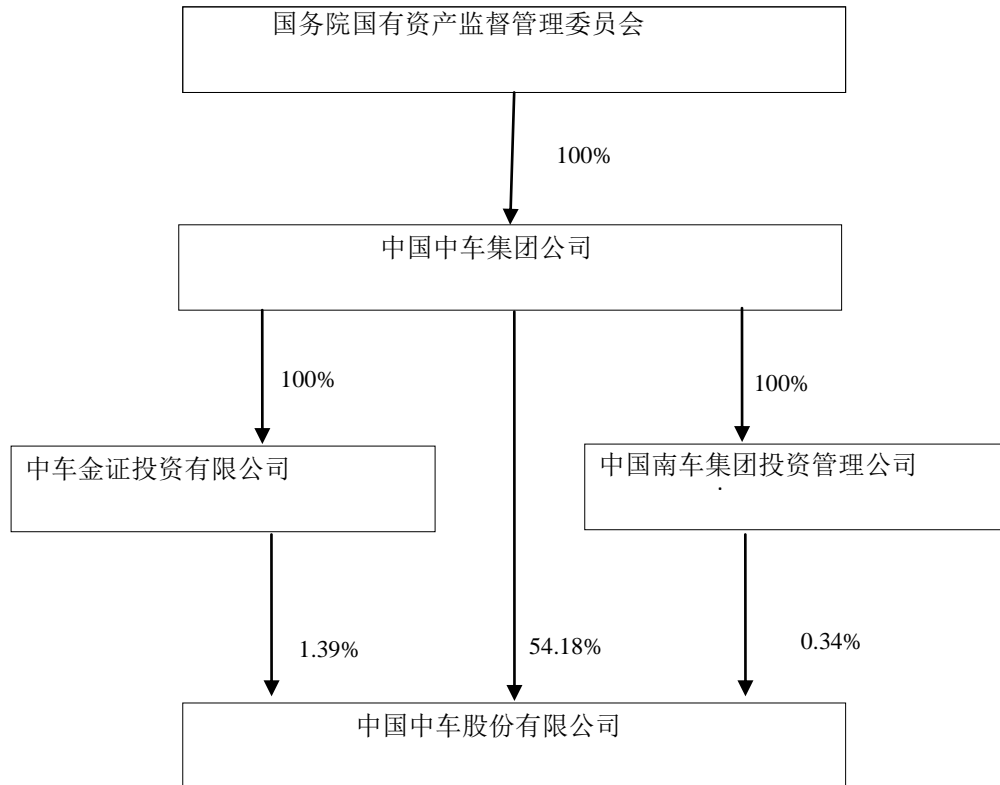 国务院国有资产监督管理委员会
100%
中国中车集团公司
100%
100%
中车金证投资有限公司
中国南车集团投资管理公司
1.39%
54.18%
0.34%
中国中车股份有限公司